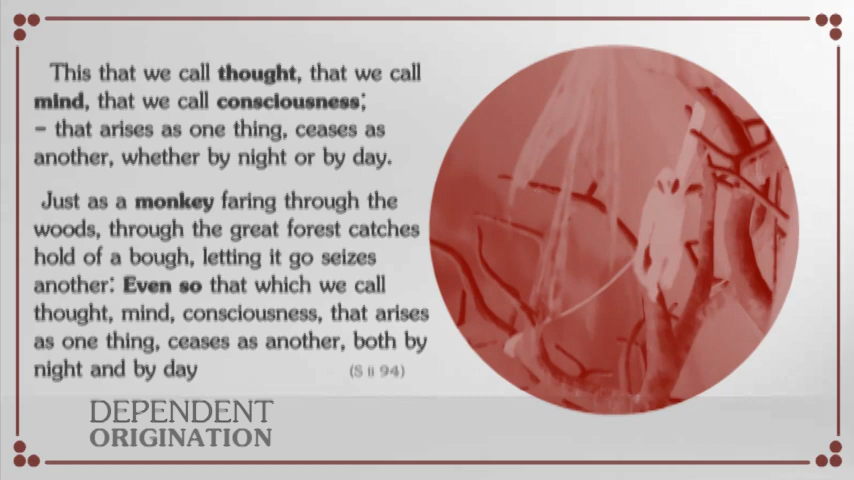 This that we call thought, that we call
mind, that we call consciousness;
– that arises as one thing, ceases as
another, whether by night or by day.
Just as a monkey faring through the
woods, through the great forest catches
hold of a bough, letting it go seizes
another: Even so that which we call
thought, mind, consciousness, that arises
as one thing, ceases as another, both by
night and by day
(S ii 94)
DEPENDENT
ORIGINATION